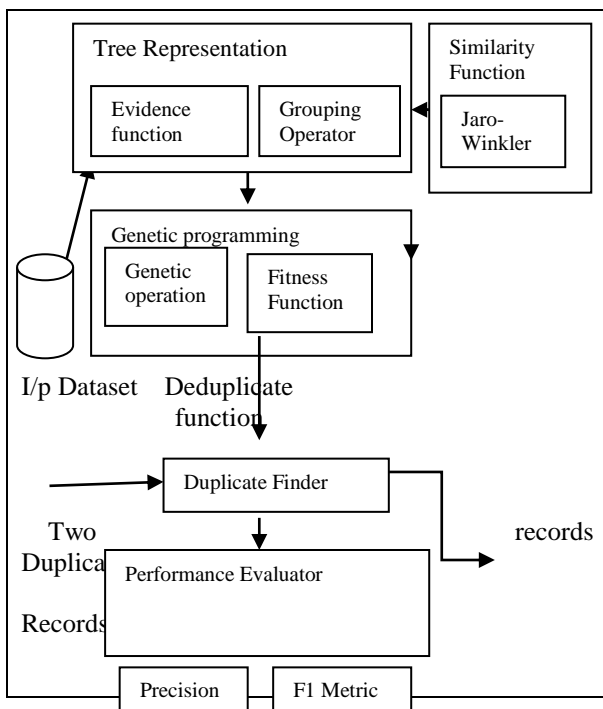 Tree Representation
Evidence
function
Grouping
Operator
Similarity
Function
Jaro-
Winkler
Genetic programming
Genetic
operation
Fitness
Function
I/p Dataset
Deduplicate
function
Duplicate Finder
Two
Duplica
Records
records
Performance Evaluator
Precision
F1 Metric